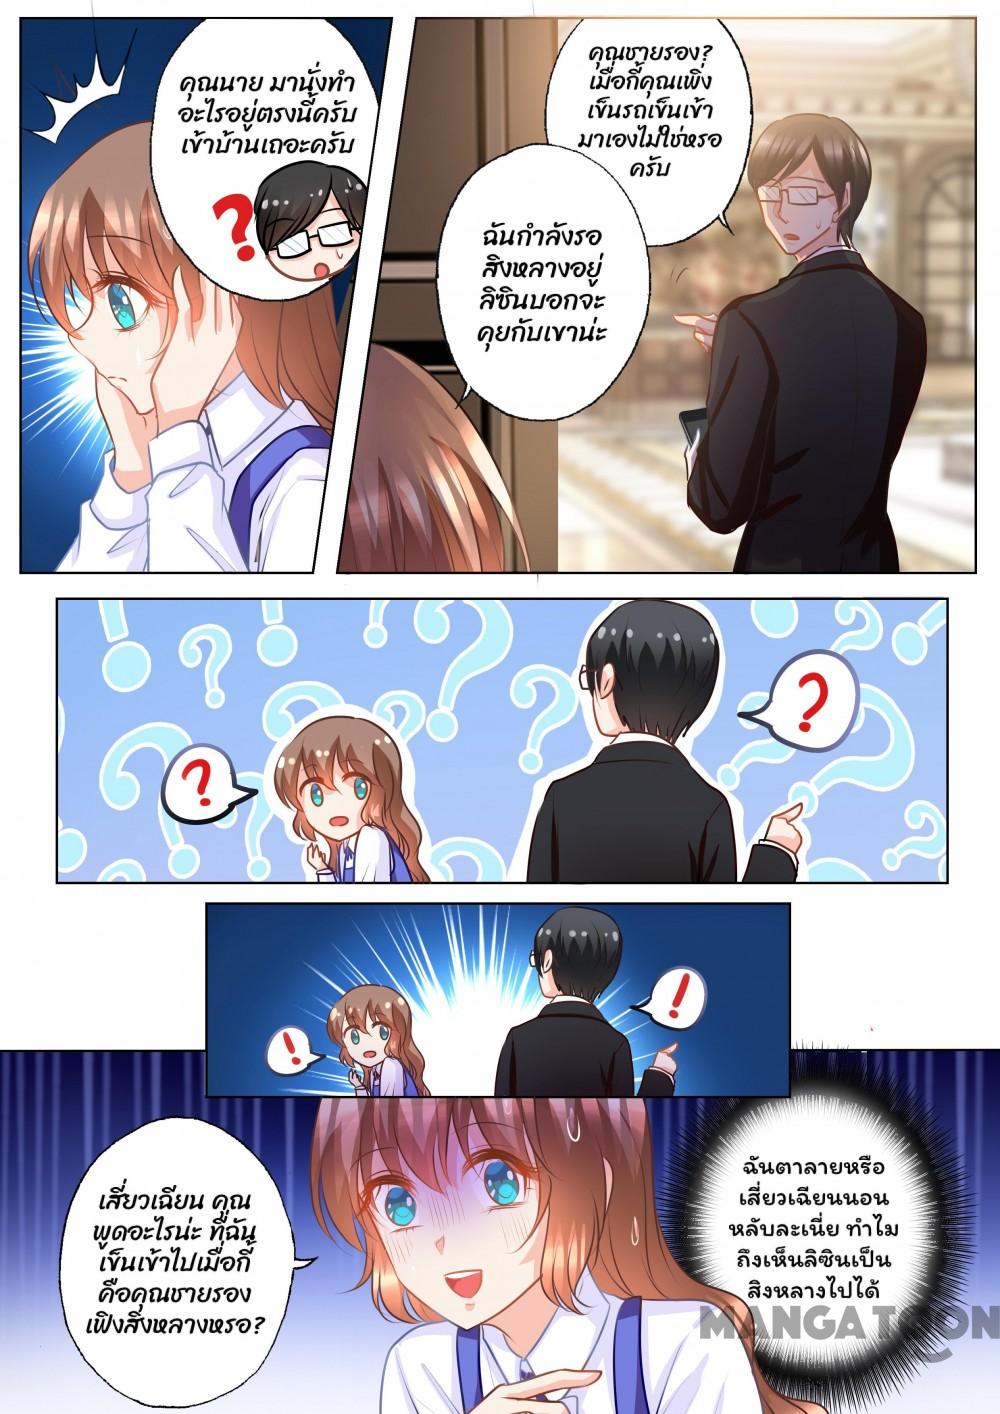 คุณนาย มานั่งทำ
อะไรอยู่ตรงนี้ครับ
เข้าบ้านเถอะครับ
?
คุณชายรอง?
เมื่อกี้คุณเพิ่ง
เข็นรถเข็นเข้า
มาเองไม่ใช่หรอ
ครับ
ฉันกำลังรอ
สิงหลางอยู่
ลิซินบอกจะ
คุยกับเขาน่ะ
?
?
!
!
เสี่ยวเฉียน คุณ
พูดอะไรน่ะ ที่ฉัน
เข็นเข้าไปเมื่อกี้
คือคุณชายรอง
เฟิงสิงหลางหรอ?
ฉันตาลายหรือ
เสี่ยวเฉียนนอน
หลับละเนี่ย ทำไม
ถึงเห็นลิซินเป็น
สิงหลางไปได้
MANGATOON